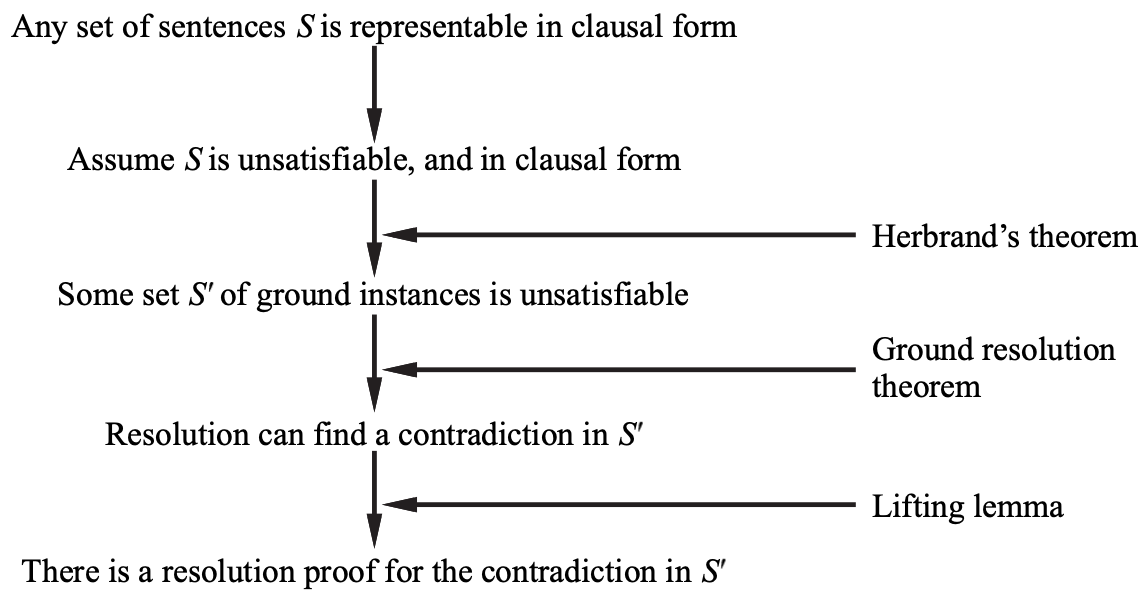 Any set of sentences S is representable in clausal form
Assume S is unsatisfiable, and in clausal form
Herbrand’s theorem
Some set S′ of ground instances is unsatisfiable
Ground resolution
theorem
Resolution can find a contradiction in S′
Lifting lemma
There is a resolution proof for the contradiction in S′